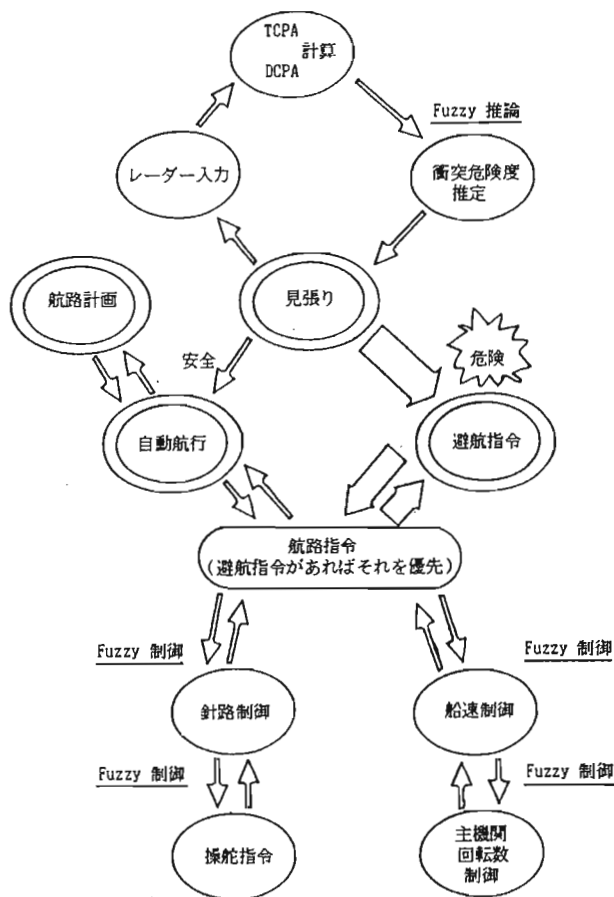 TCPA
計算
DCPA
Fuzzy 推論
レーダー入力
衝突危険度
推定
航路計画
見張り
安全
危険
自動航行
避航指令
航路指令
(避航指令があればそれを優先)
Fuzzy 制御
Fuzzy 制御
針路制御
船速制御
Fuzzy 制御
Fuzzy 制御
操舵指令
主機関
回転数
制御